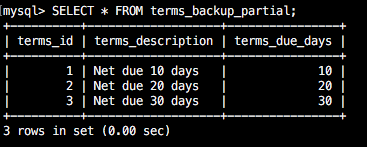 [mysql> SELECT * FROM terms_backup_partial;
+----------+-------------------+----------------+
| terms_id | terms_description | terms_due_days |
+----------+-------------------+----------------+
|        1 | Net due 10 days   |             10 |
|        2 | Net due 20 days   |             20 |
|        3 | Net due 30 days   |             30 |
+----------+-------------------+----------------+
3 rows in set (0.00 sec)